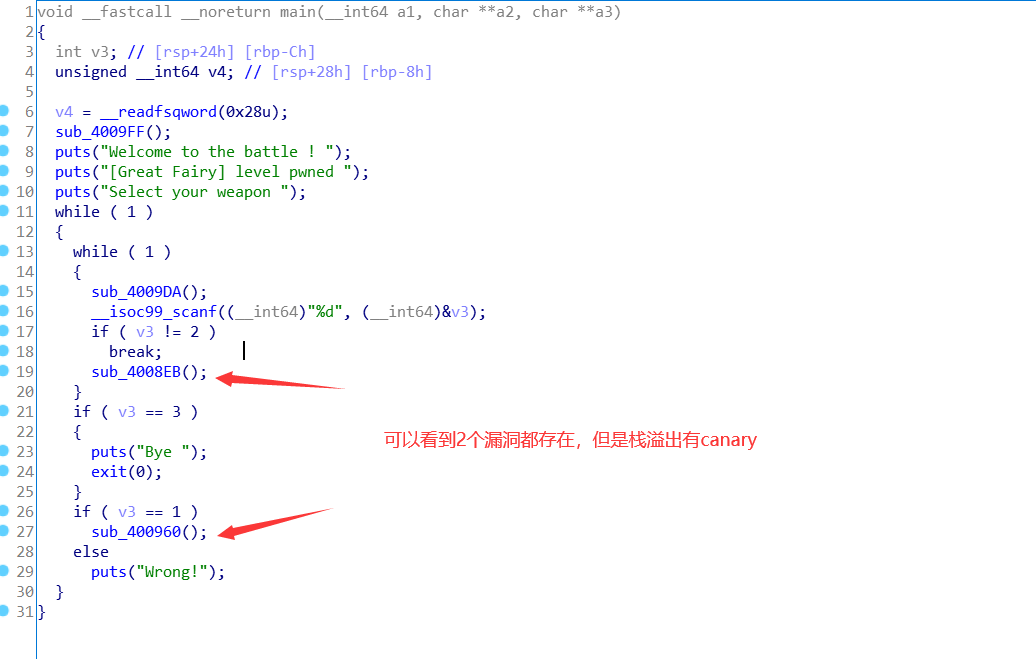 1 void __fastcall __noreturn main(__int64 a1, char **a2, char **a3)
2 {
3 int v3; // [rsp+24h] [rbp-Ch]
4 unsigned __int64 v4; // [rsp+28h] [rbp-8h]
5
6 v4 = __readfsqword(0x28u);
7 sub_4009FF();
8 puts("Welcome to the battle ! ");
9 puts("[Great Fairy] level pwned ");
10 puts("Select your weapon ");
11 while ( 1 )
12 {
13 while ( 1 )
14 {
15 sub_4009DA();
16 __isoc99_scanf((__int64)"%d", (__int64)&v3);
17 if ( v3 != 2 )
18 break;
19 sub_4008EB();
20 }
21 if ( v3 == 3 )
22 {
可以看到2个漏洞都存在，但是栈溢出有canary
23 puts("Bye ");
24 exit(0);
25 }
26 if ( v3 == 1 )
27 sub_400960();
28 else
29 puts("Wrong!");
30 }
31 }